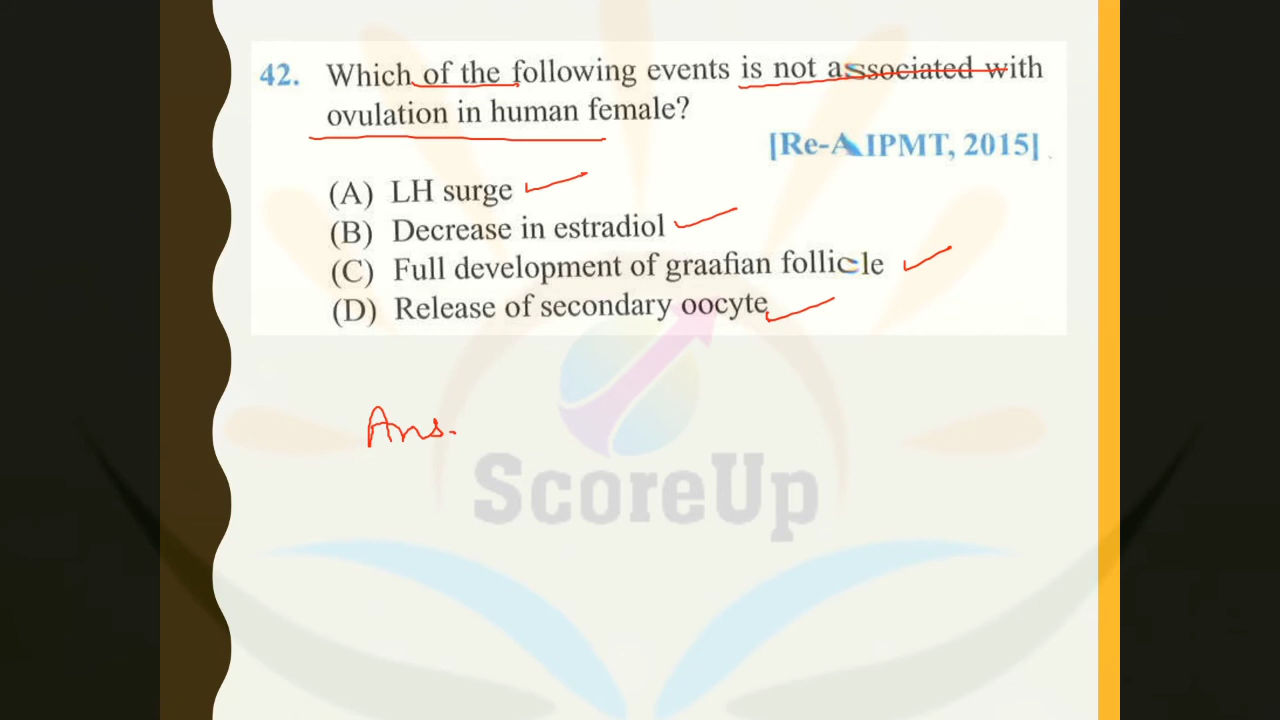 42. Which of the following events is not associated with
ovulation in human female?
[Re-AIPMT, 2015]
(A) LH surge
(B) Decrease in estradiol
(C) Full development of graafian follicle
(D) Release of secondary oocyte
Ans.
ScoreUp